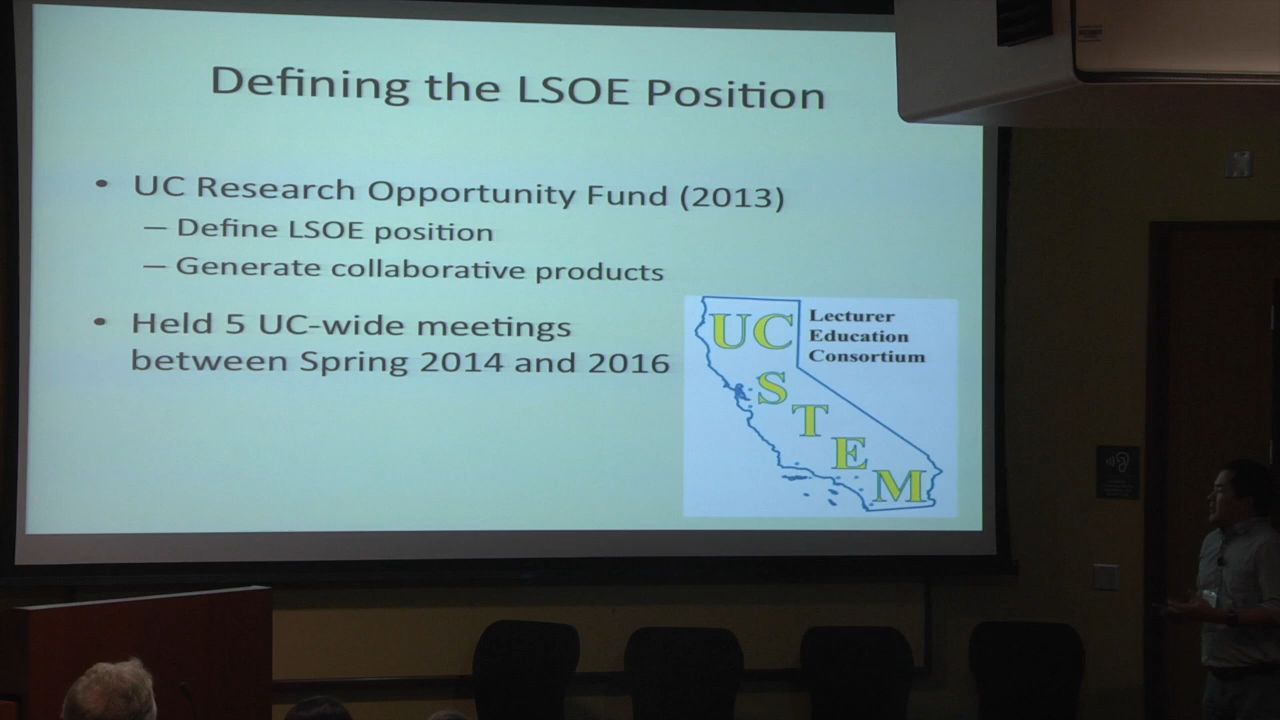 Defining the LSOE Position
• UC Research Opportunity Fund (2013)
— Define LSOE position
— Generate collaborative products
• Held 5 UC-wide meetings
between Spring 2014 and 2016
UC
STEM
Lecturer
Education
Consortium